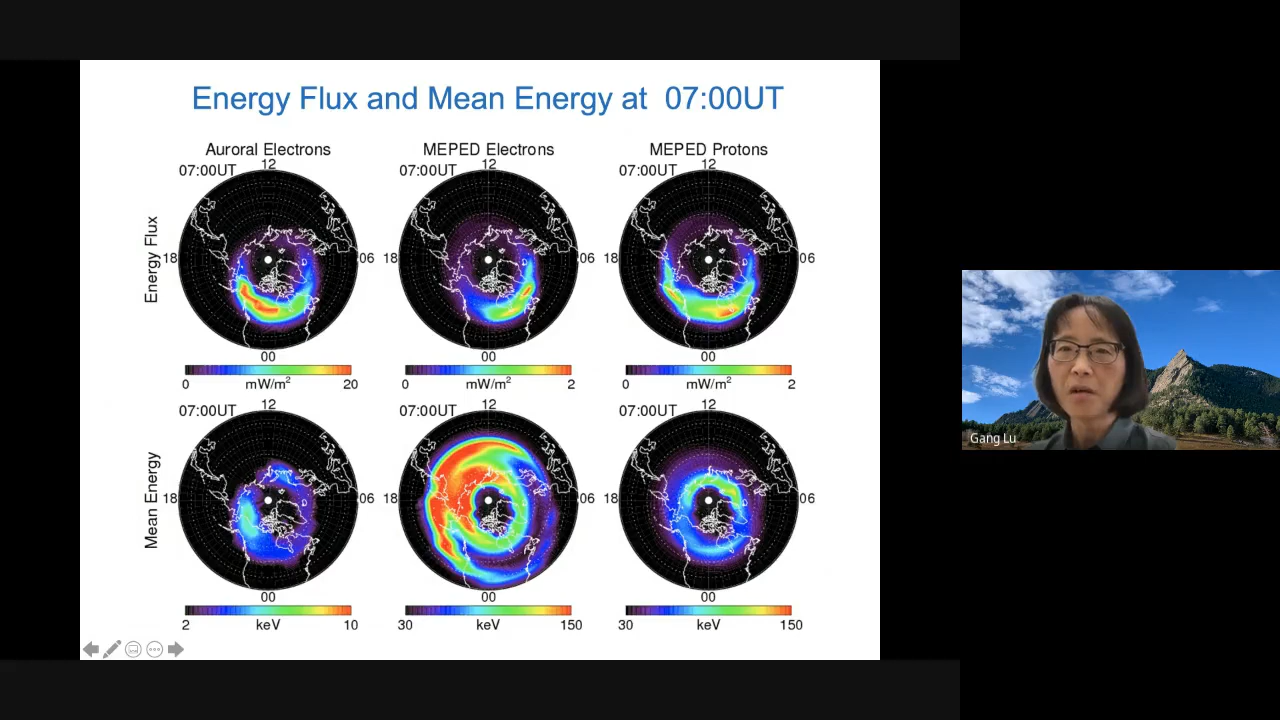 Energy Flux and Mean Energy at 07:00UT
Auroral Electrons
MEPED Electrons
MEPED Protons
07:00UT
12
07:00UT
12
07:00UT
12
Energy Flux
18
06
18
06
18
06
00
00
00
0
mW/m²
20
0
mW/m²
2
0
mW/m²
2
07:00UT
12
07:00UT
12
07:00UT
12
Mean Energy
18
06
18
06
18
06
00
00
00
2
keV
10
30
keV
150
30
keV
150
Gang Lu